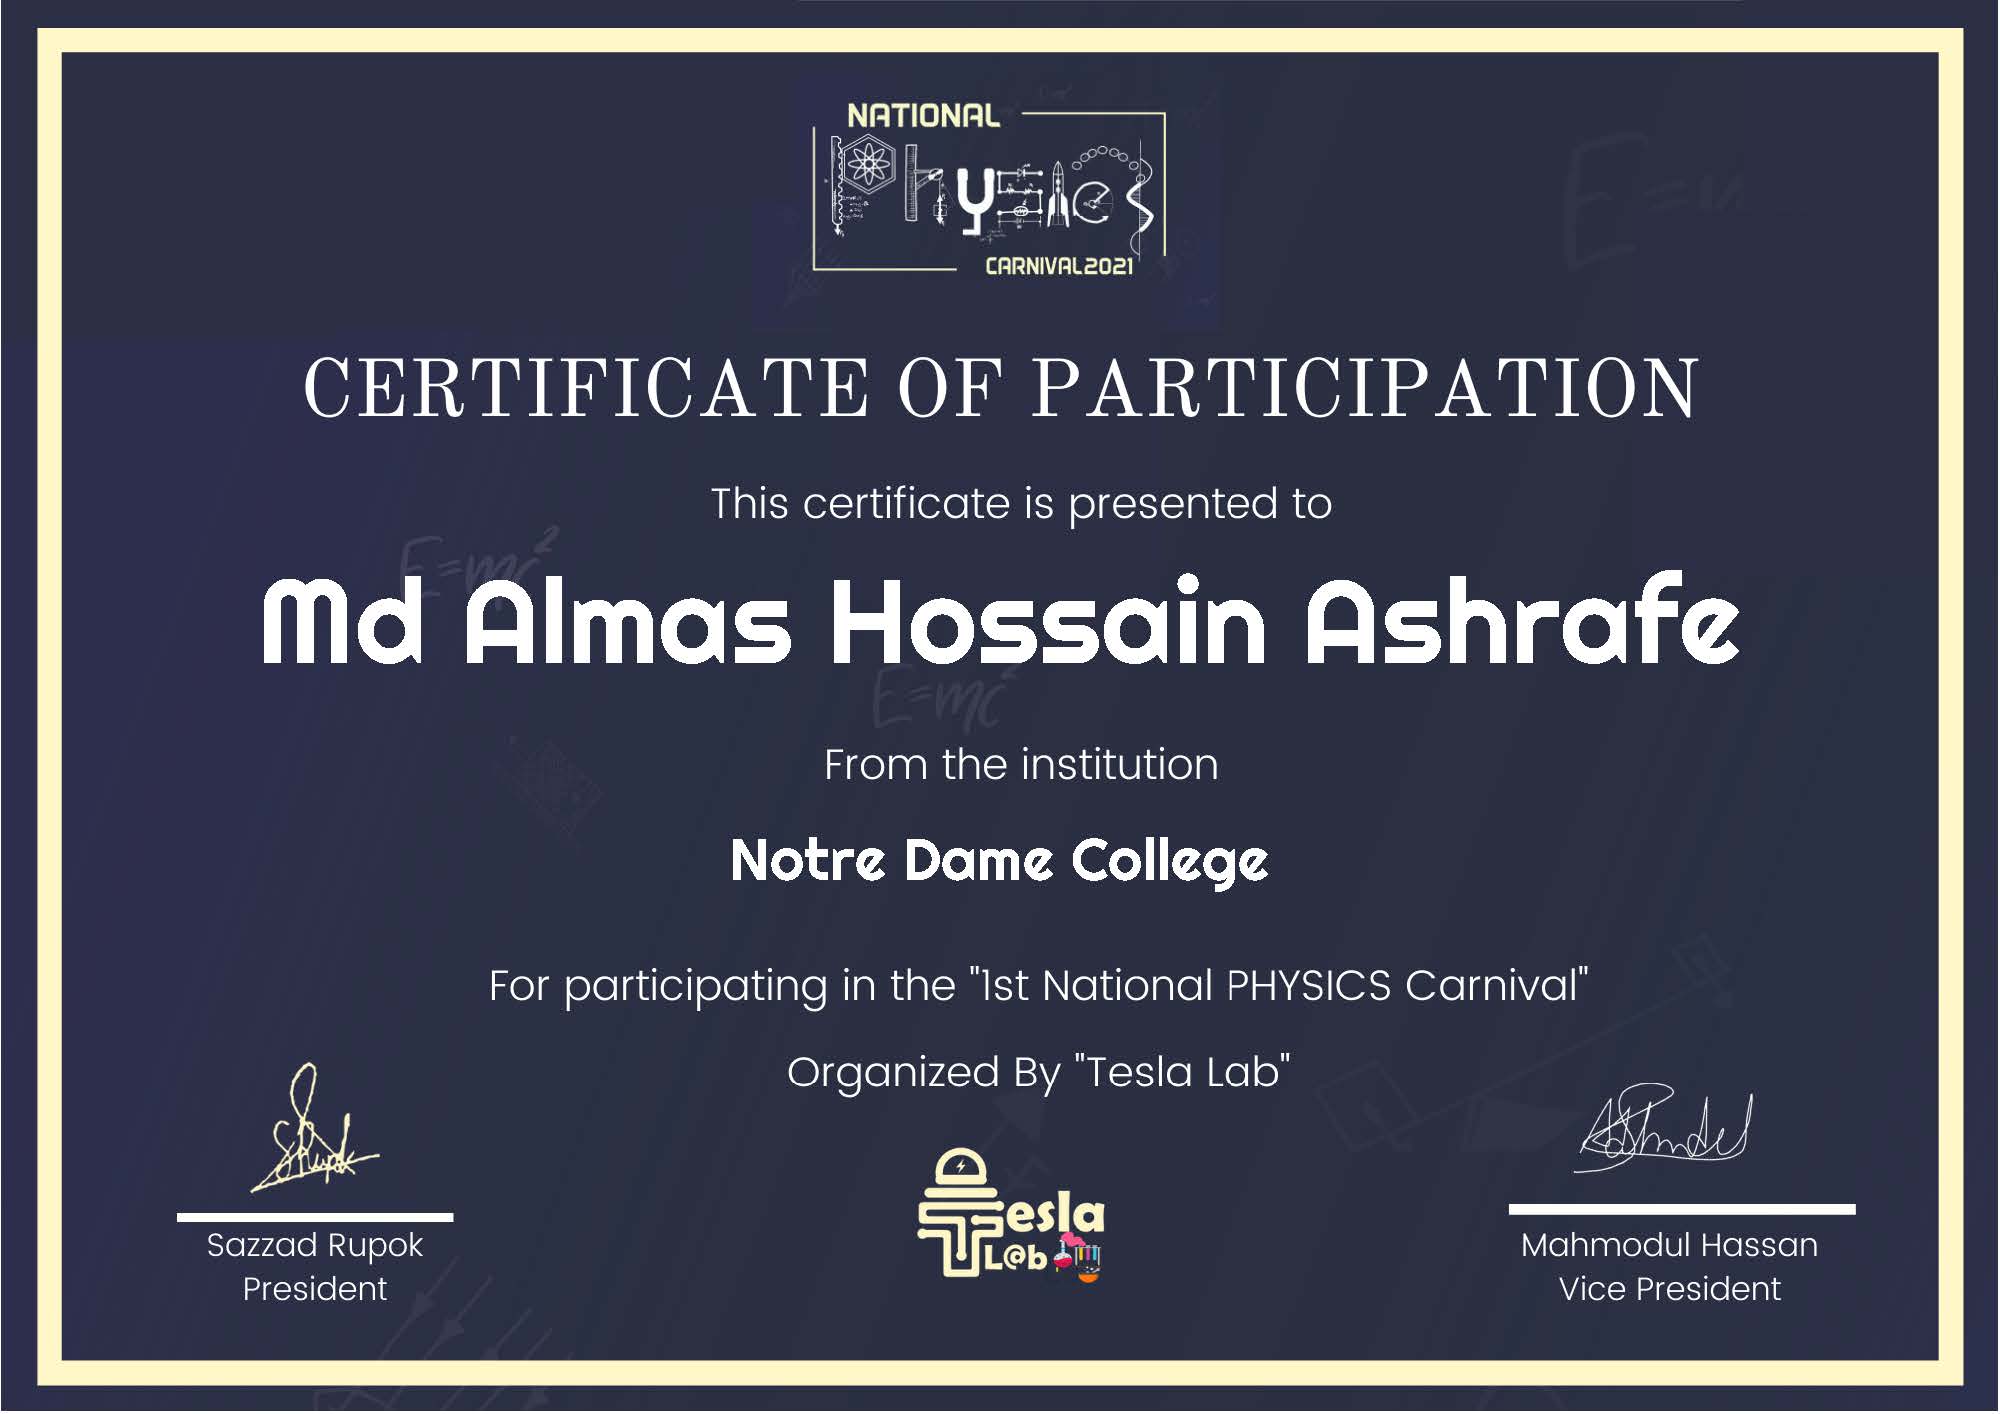 NATIONAL
Physics
CARNIVAL2021
CERTIFICATE OF PARTICIPATION
This certificate is presented to
E=mc²
Md Almas Hossain Ashrafe
E=mc²
From the institution
Notre Dame College
For participating in the "1st National PHYSICS Carnival"
Organized By "Tesla Lab"
Tesla
L@b
Sazzad Rupok
President
Mahmodul Hassan
Vice President